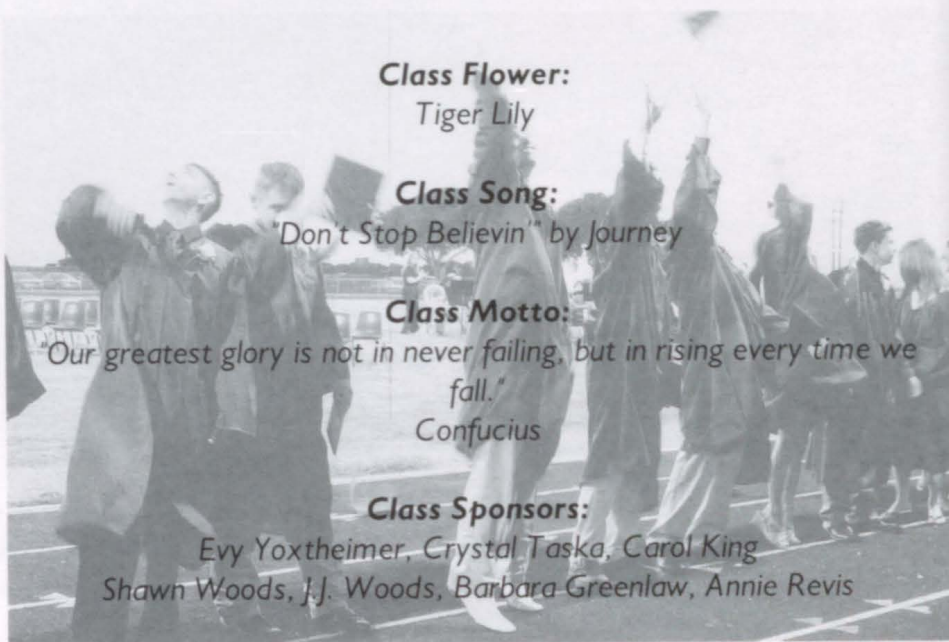 Class Flower:
Tiger Lily
Class Song:
"Don't Stop Believin'" by Journey
Class Motto:
"Our greatest glory is not in never failing, but in rising every time we
fall."
Confucius
Class Sponsors:
Evy Yoxtheimer, Crystal Taska, Carol King
Shawn Woods, J.J. Woods, Barbara Greenlaw, Annie Revis